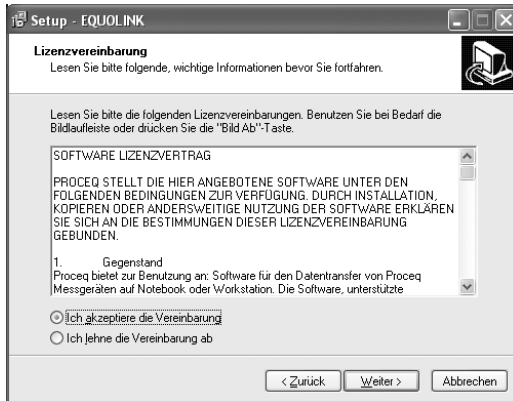 Setup - EQUOLINK
Lizenzvereinbarung
Lesen Sie bitte folgende, wichtige Informationen bevor Sie fortfahren.
Lesen Sie bitte die folgenden Lizenzvereinbarungen. Benutzen Sie bei Bedarf die
Bildlaufleiste oder drücken Sie die "Bild Ab"-Taste.
SOFTWARE LIZENZVERTRAG
PROCEQ STELLT DIE HIER ANGEBOTENE SOFTWARE UNTER DEN
FOLGENDEN BEDINGUNGEN ZUR VERFÜGUNG. DURCH INSTALLATION,
KOPIEREN ODER ANDERSWEITIGE NUTZUNG DER SOFTWARE ERKLÄREN
SIE SICH AN DIE BESTIMMUNGEN DIESER LIZENZVEREINBARUNG
GEBUNDEN.
1. Gegenstand
Proceq bietet zur Benutzung an: Software für den Datentransfer von Proceq
Messgeräten auf Notebook oder Workstation. Die Software, unterstützte
Ich akzeptiere die Vereinbarung
Ich lehne die Vereinbarung ab
< Zurück Weiter > Abbrechen